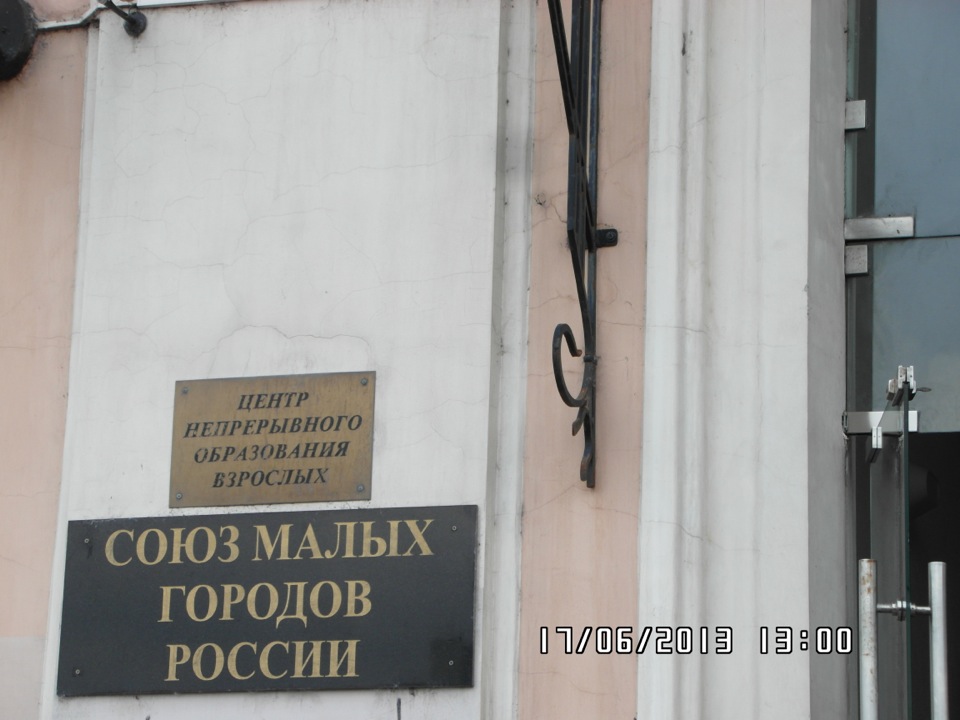 ЦЕНТР
НЕПРЕРЫВНОГО
ОБРАЗОВАНИЯ
ВЗРОСЛЫХ
СОЮЗ МАЛЫХ
ГОРОДОВ
РОССИИ
17/06/2013 13:00